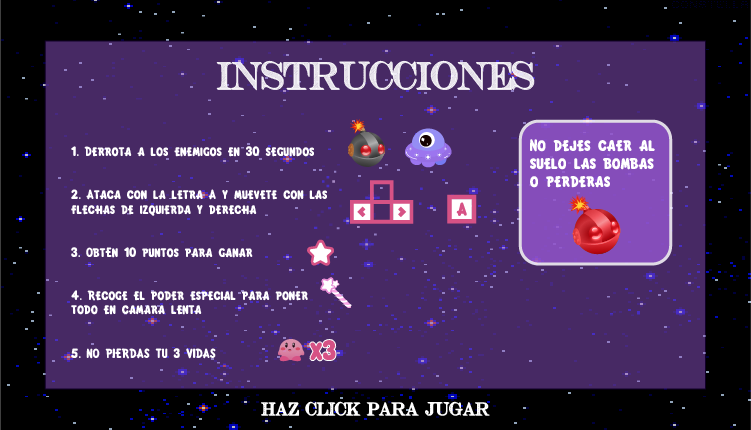 INSTRUCCIONES
1. DERROTA A LOS ENEMIGOS EN 30 SEGUNDOS
2. ATACA CON LA LETRA A Y MUEVETE CON LAS
FLECHAS DE IZQUIERDA Y DERECHA
A
3. OBTÉN 10 PUNTOS PARA GANAR
4. RECOGE EL PODER ESPECIAL PARA PONER
TODO EN CAMARA LENTA
5. NO PIERDAS TU 3 VIDAS
X3
NO DEJES CAER AL
SUELO LAS BOMBAS
O PERDERAS
HAZ CLICK PARA JUGAR